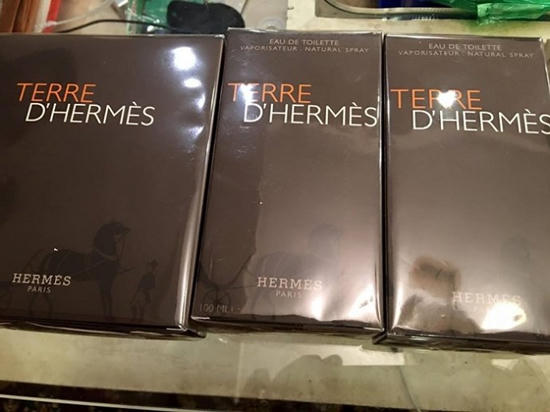 TERRE
D'HERMÈS
HERMÈS
PARIS
EAU DE TOILETTE
VAPORISATEUR . NATURAL SPRAY
TERRE
D'HERMÈS
HERMÈS
PARIS
100 ML
EAU DE TOILETTE
VAPORISATEUR . NATURAL SPRAY
TERRE
D'HERMÈS
HERMÈS
PARIS